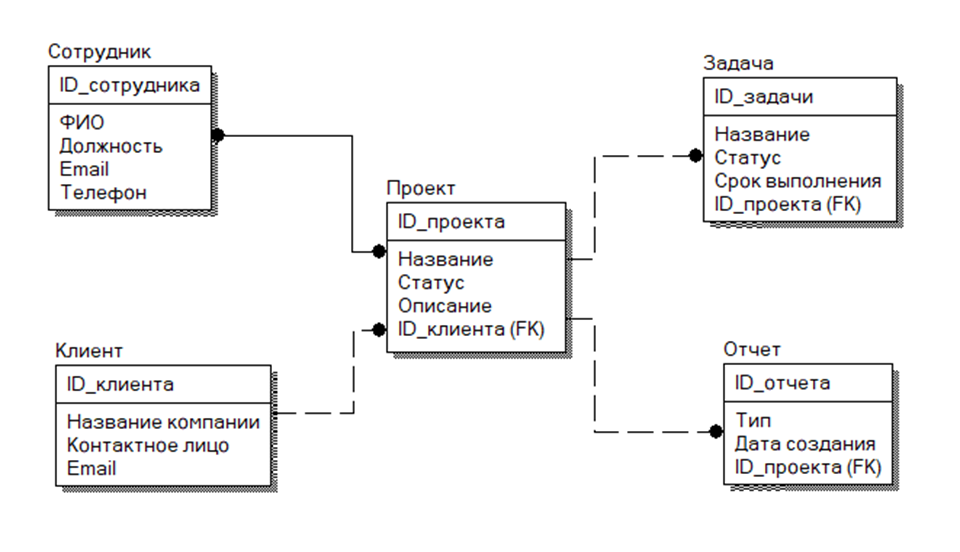 Сотрудник
ID_сотрудника
ФИО
Должность
Email
Телефон
Задача
ID_задачи
Название
Статус
Срок выполнения
ID_проекта (FK)
Проект
ID_проекта
Название
Статус
Описание
ID_клиента (FK)
Клиент
ID_клиента
Название компании
Контактное лицо
Email
Отчет
ID_отчета
Тип
Дата создания
ID_проекта (FK)